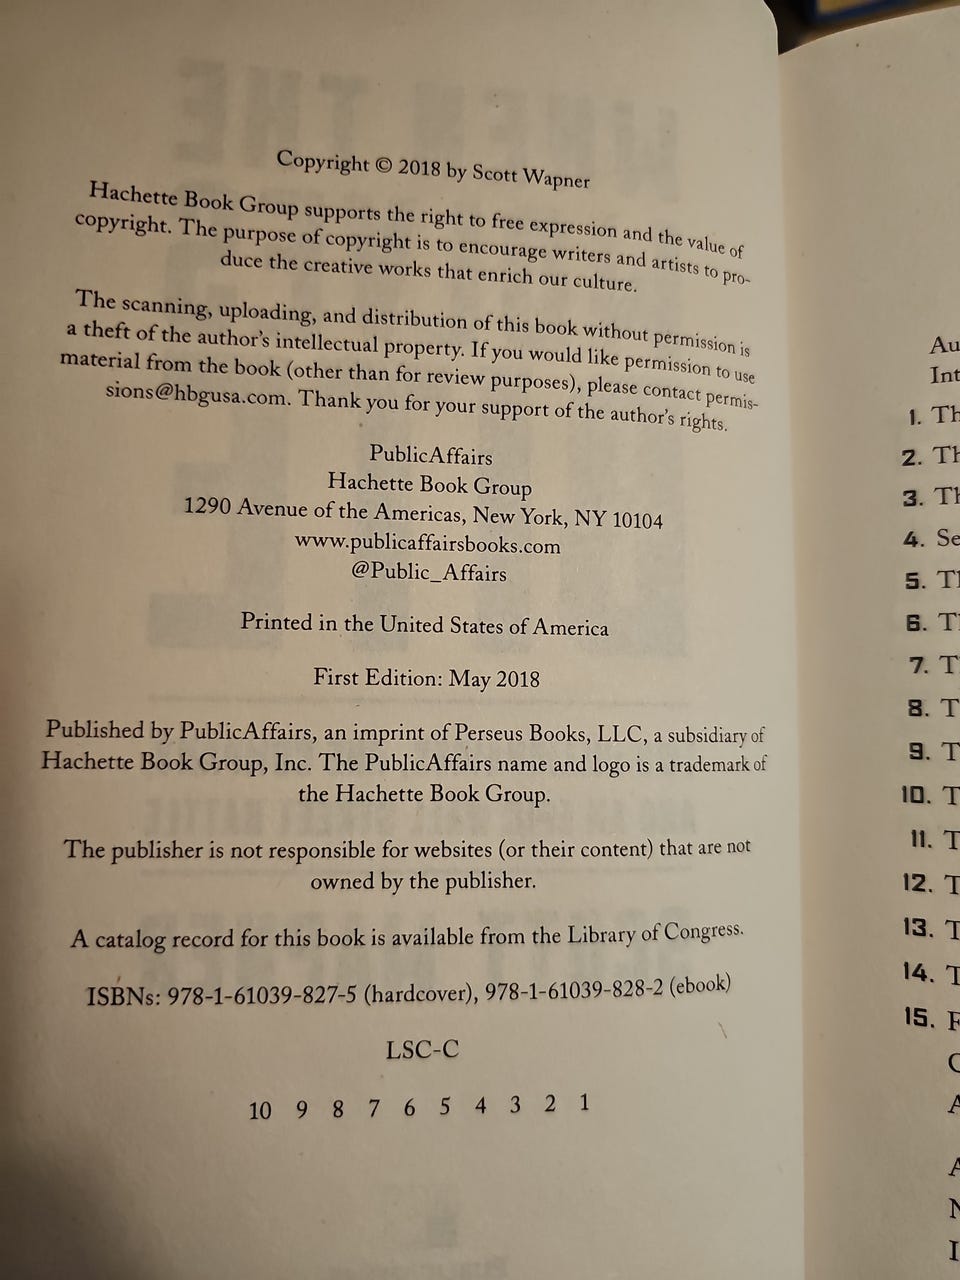 Copyright © 2018 by Scott Wapner
Hachette Book Group supports the right to free expression and the value of
copyright. The purpose of copyright is to encourage writers and artists to pro-
duce the creative works that enrich our culture.
The scanning, uploading, and distribution of this book without permission is
a theft of the author's intellectual property. If you would like permission to use
material from the book (other than for review purposes), please contact permis-
sions@hbgusa.com. Thank you for your support of the author's rights.
PublicAffairs
Hachette Book Group
1290 Avenue of the Americas, New York, NY 10104
www.publicaffairsbooks.com
@Public_Affairs
Printed in the United States of America
First Edition: May 2018
Published by PublicAffairs, an imprint of Perseus Books, LLC, a subsidiary of
Hachette Book Group, Inc. The PublicAffairs name and logo is a trademark of
the Hachette Book Group.
The publisher is not responsible for websites (or their content) that are not
owned by the publisher.
A catalog record for this book is available from the Library of Congress.
ISBNs: 978-1-61039-827-5 (hardcover), 978-1-61039-828-2 (ebook)
LSC-C
10 9 8 7 6 5 4 3 2 1
Au
Int
1. Th
2. Th
3. Th
4. Se
5. Th
6. T
7. T
8. T
9. T
10. T
11. T
12. T
13. T
14. T
15. F